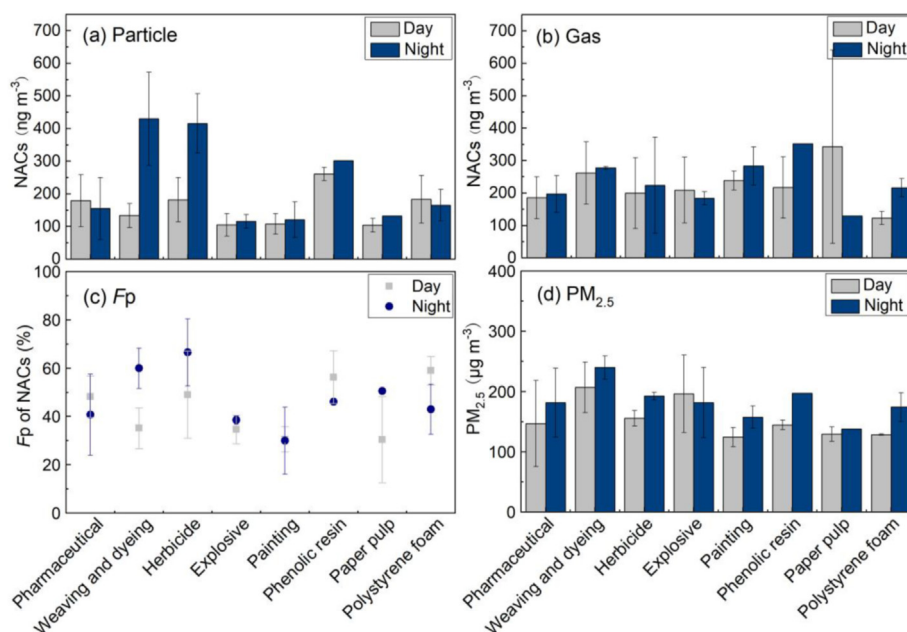 (a) Particle
Day
Night
NACs (ng m-3)
700
600
500
400
300
200
100
0
(b) Gas
Day
Night
NACs (ng m-3)
700
600
500
400
300
200
100
0
(c) Fp
Day
Night
Fp of NACs (%)
100
80
60
40
20
0
Pharmaceutical
Weaving and dyeing
Herbicide
Explosive
Painting
Phenolic resin
Paper pulp
Polystyrene foam
(d) PM2.5
Day
Night
PM2.5 (μg m-3)
400
300
200
100
0
Pharmaceutical
Weaving and dyeing
Herbicide
Explosive
Painting
Phenolic resin
Paper pulp
Polystyrene foam